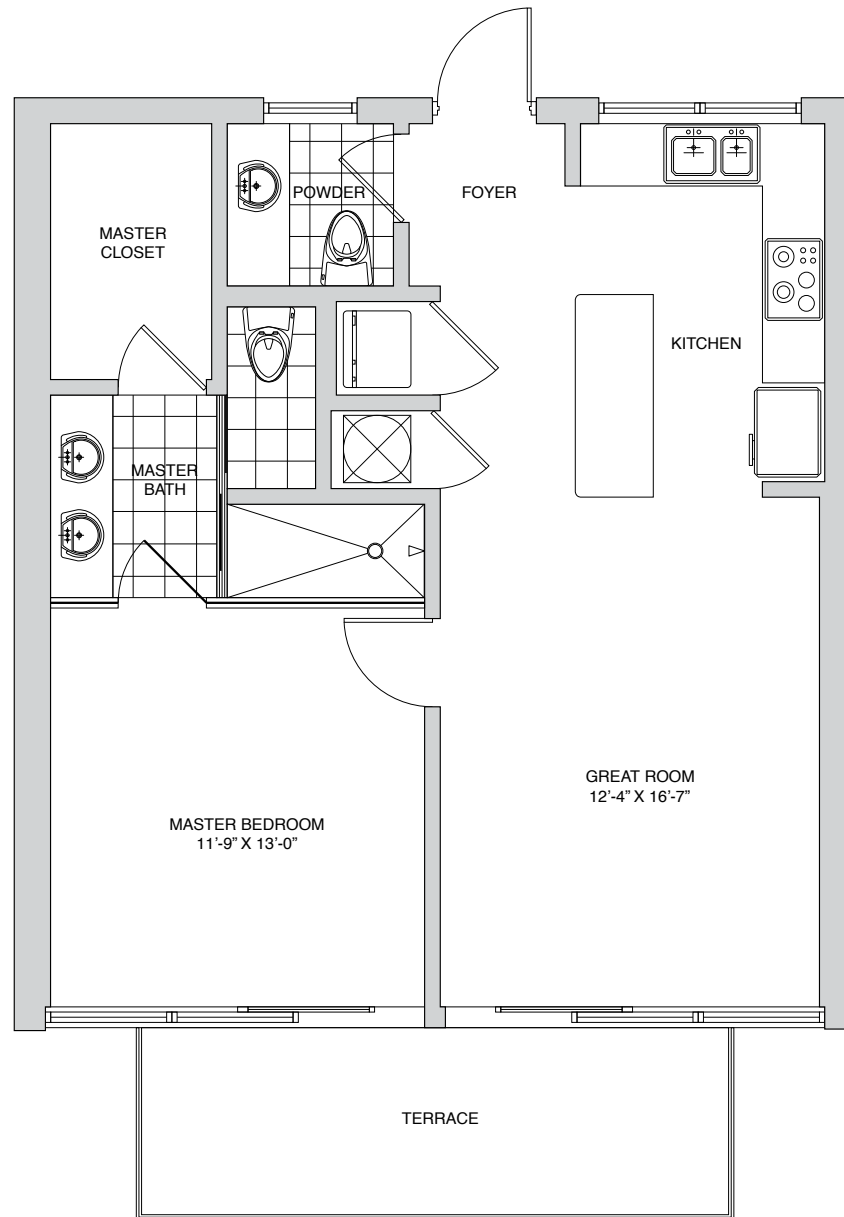 POWDER
FOYER
MASTER
CLOSET
KITCHEN
MASTER
BATH
GREAT ROOM
12’-4” X 16’-7”
MASTER BEDROOM
11’-9” X 13’-0”
TERRACE